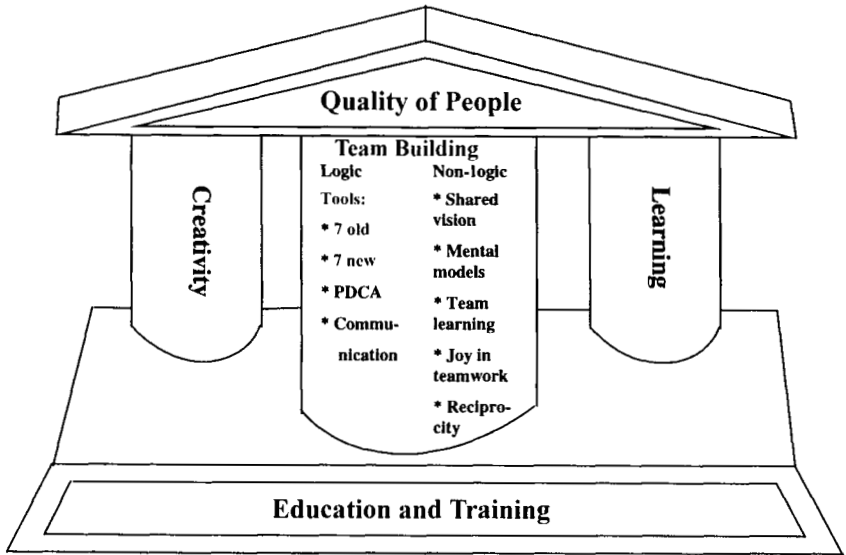 Quality of People
Creativity
Team Building
Logic
Tools:
* 7 old
* 7 new
* PDCA
* Commu-
nication
Non-logic
* Shared
vision
* Mental
models
* Team
learning
* Joy in
teamwork
* Recipro-
city
Learning
Education and Training